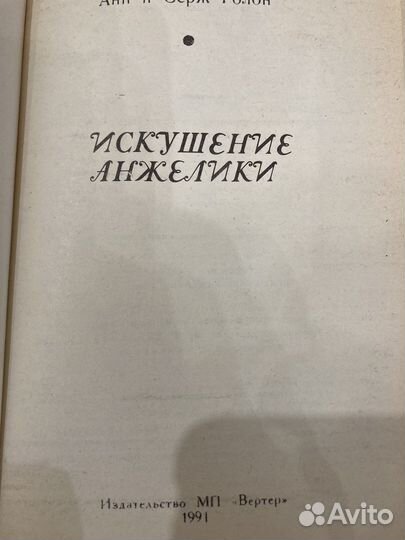 Анн и Серж Голон
ИСКУШЕНИЕ
АНЖЕЛИКИ
Издательство МП «Вертер»
1991
Avito